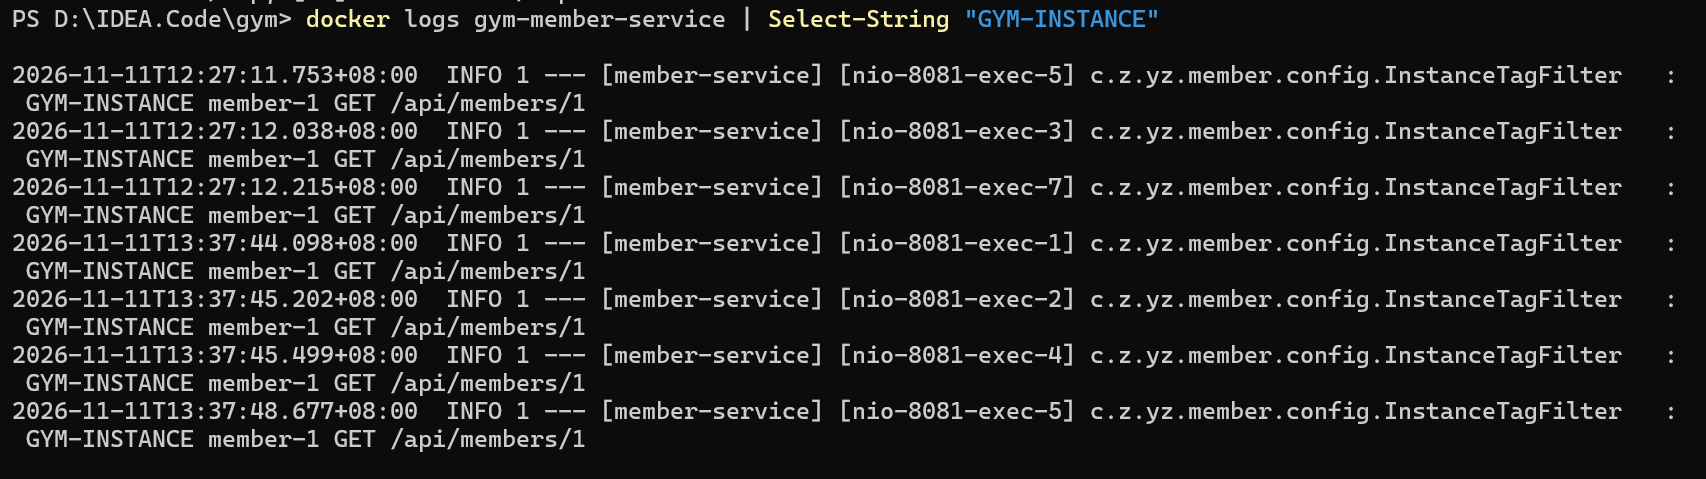 PS D:\IDEA.Code\gym> docker logs gym-member-service | Select-String "GYM-INSTANCE"
2026-11-11T12:27:11.753+08:00  INFO 1 --- [member-service] [nio-8081-exec-5] c.z.yz.member.config.InstanceTagFilter   :
 GYM-INSTANCE member-1 GET /api/members/1
2026-11-11T12:27:12.038+08:00  INFO 1 --- [member-service] [nio-8081-exec-3] c.z.yz.member.config.InstanceTagFilter   :
 GYM-INSTANCE member-1 GET /api/members/1
2026-11-11T12:27:12.215+08:00  INFO 1 --- [member-service] [nio-8081-exec-7] c.z.yz.member.config.InstanceTagFilter   :
 GYM-INSTANCE member-1 GET /api/members/1
2026-11-11T13:37:44.098+08:00  INFO 1 --- [member-service] [nio-8081-exec-1] c.z.yz.member.config.InstanceTagFilter   :
 GYM-INSTANCE member-1 GET /api/members/1
2026-11-11T13:37:45.202+08:00  INFO 1 --- [member-service] [nio-8081-exec-2] c.z.yz.member.config.InstanceTagFilter   :
 GYM-INSTANCE member-1 GET /api/members/1
2026-11-11T13:37:45.499+08:00  INFO 1 --- [member-service] [nio-8081-exec-4] c.z.yz.member.config.InstanceTagFilter   :
 GYM-INSTANCE member-1 GET /api/members/1
2026-11-11T13:37:48.677+08:00  INFO 1 --- [member-service] [nio-8081-exec-5] c.z.yz.member.config.InstanceTagFilter   :
 GYM-INSTANCE member-1 GET /api/members/1